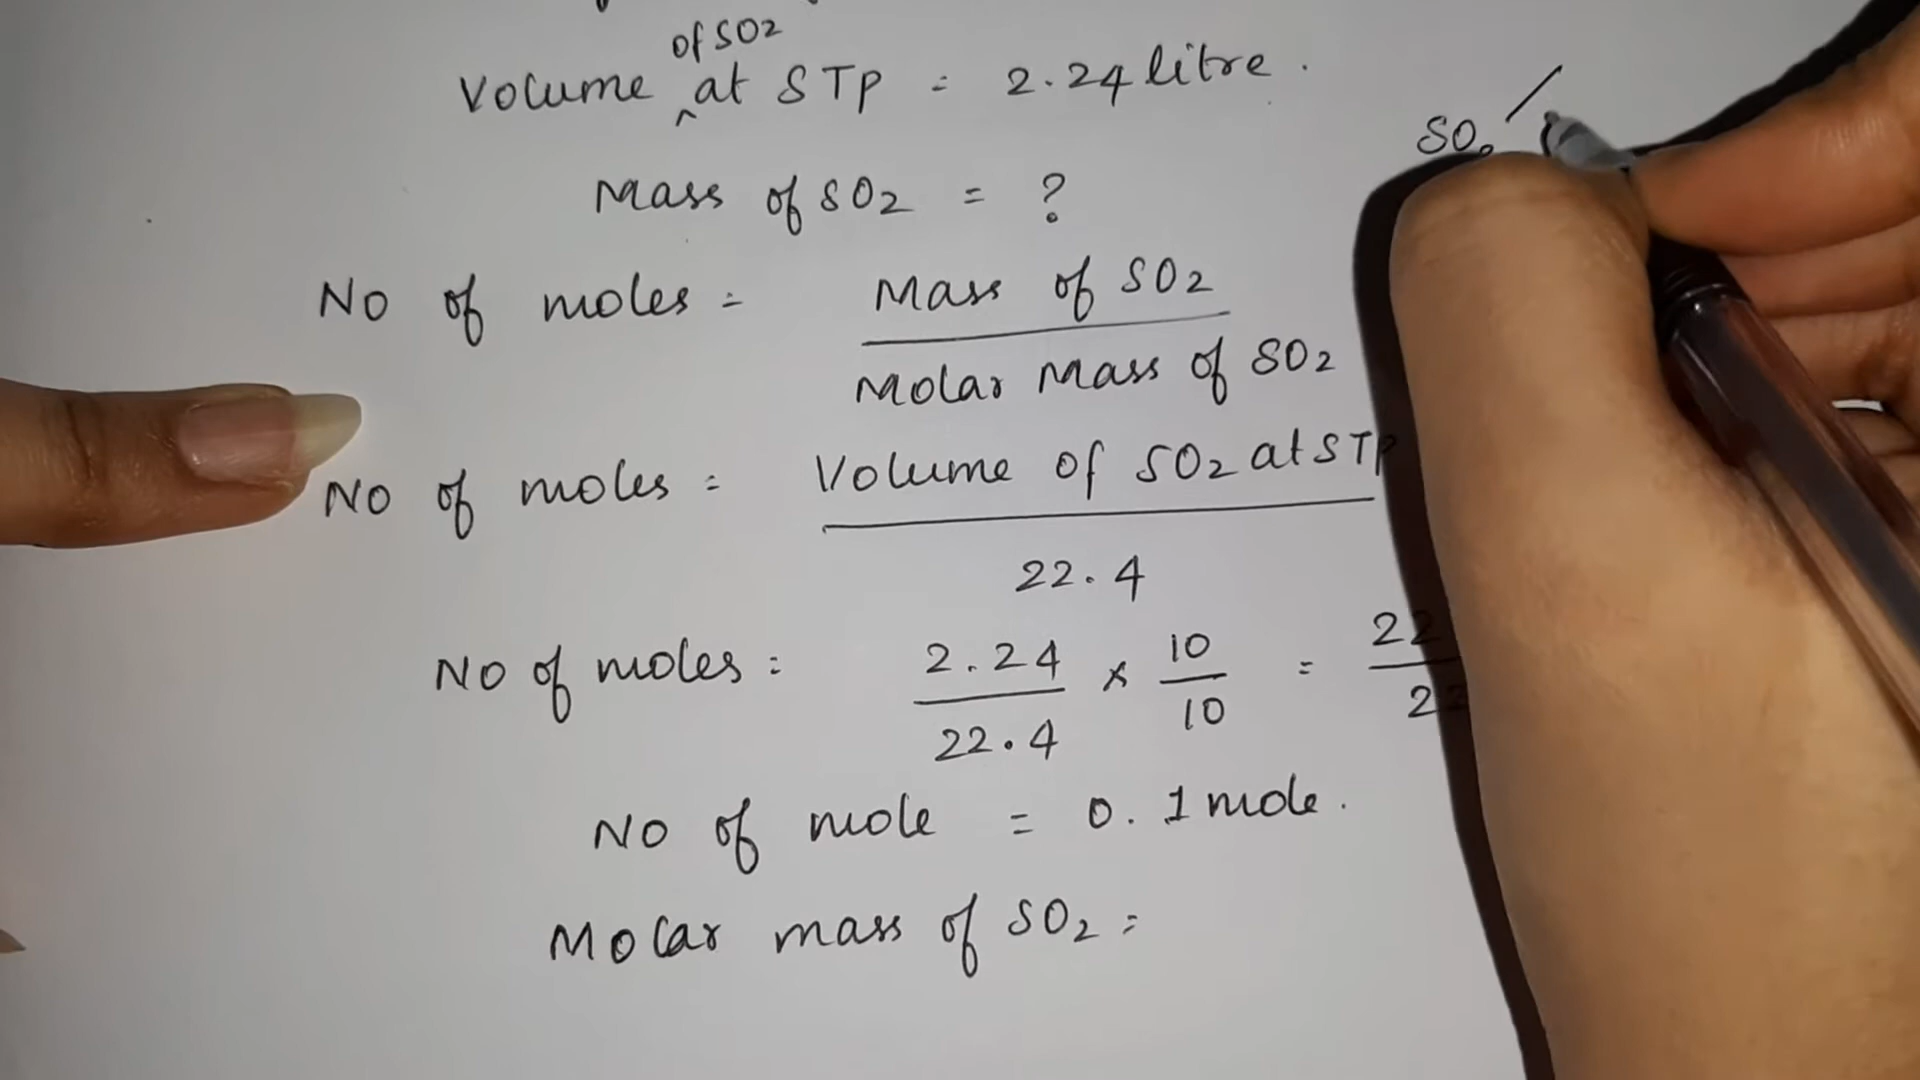 of SO2
Volume ^ at STP = 2.24 litre.
SO2
Mass of SO2 = ?
No of moles = Mass of SO2
Molar Mass of SO2
No of moles = Volume of SO2 at STP
22.4
No of moles = 2.24 × 10 = 22
22.4 10 22
No of mole = 0.1 mole.
Molar mass of SO2 =